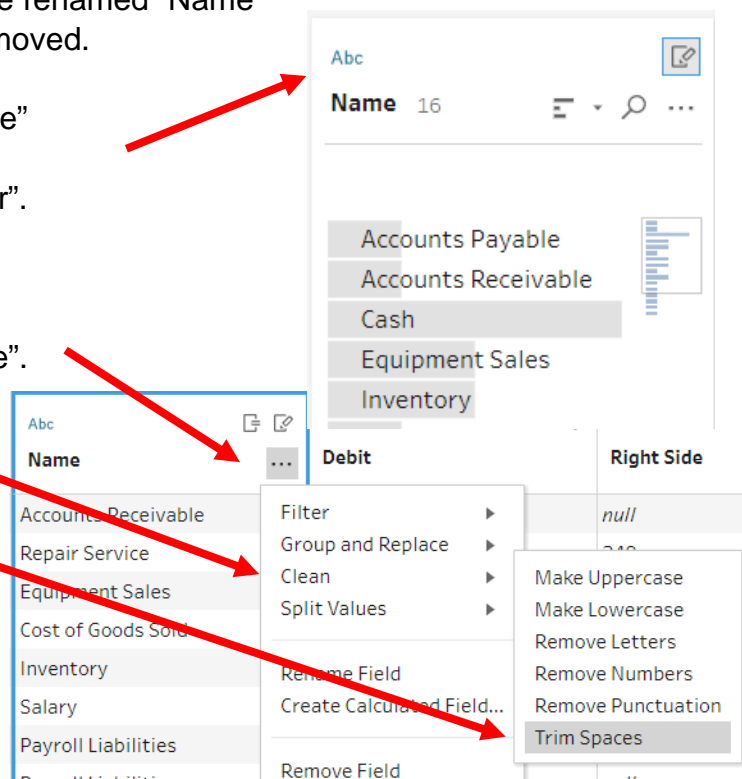 e renamed “Name
moved.
e”
r”.
e”.
Abc
Name 16
Accounts Payable
Accounts Receivable
Cash
Equipment Sales
Inventory
Abc
Name ... Debit Right Side
Accounts Receivable
Repair Service
Equipment Sales
Cost of Goods Sold
Inventory
Salary
Payroll Liabilities
Filter
Group and Replace
Clean
Split Values
Rename Field
Create Calculated Field...
Remove Field
null
Make Uppercase
Make Lowercase
Remove Letters
Remove Numbers
Remove Punctuation
Trim Spaces